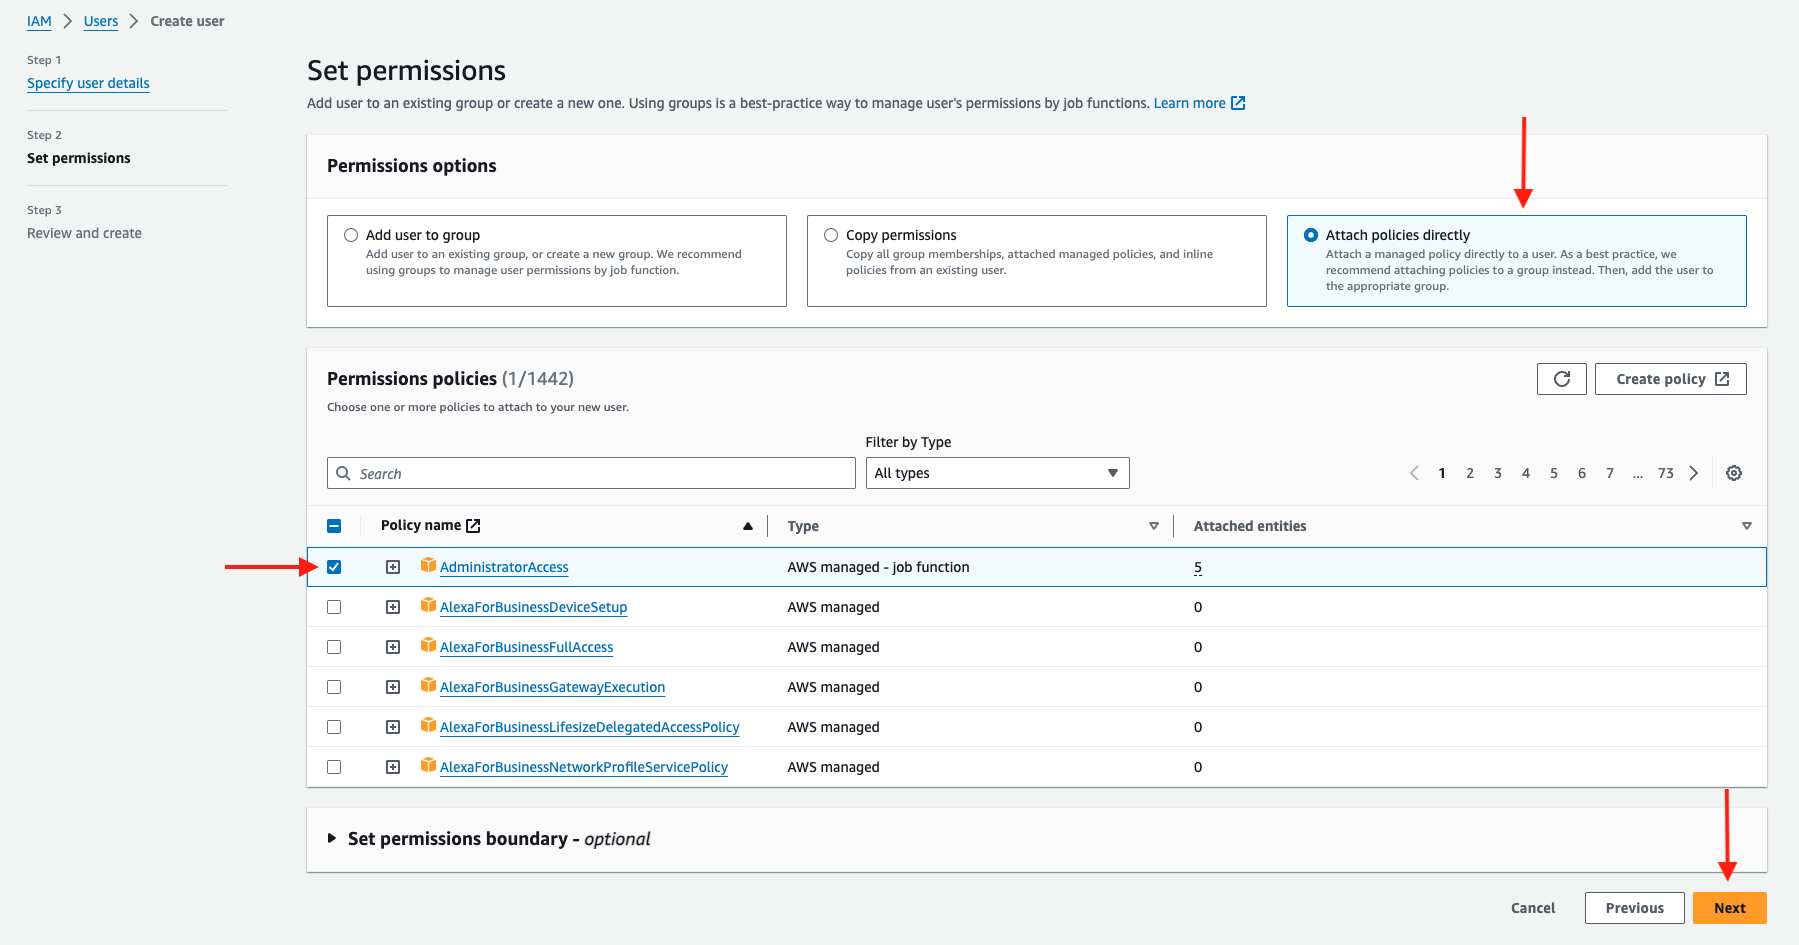 IAM > Users > Create user
Step 1
Specify user details
Step 2
Set permissions
Step 3
Review and create
Set permissions
Add user to an existing group or create a new one. Using groups is a best-practice way to manage user's permissions by job functions. Learn more
Permissions options
Add user to group
Add user to an existing group, or create a new group. We recommend
using groups to manage user permissions by job function.
Copy permissions
Copy all group memberships, attached managed policies, and inline
policies from an existing user.
Attach policies directly
Attach a managed policy directly to a user. As a best practice, we
recommend attaching policies to a group instead. Then, add the user to
the appropriate group.
Permissions policies (1/1442)
Choose one or more policies to attach to your new user.
Create policy
Filter by Type
Search
All types
1 2 3 4 5 6 7 ... 73
Policy name Type Attached entities
AdministratorAccess AWS managed - job function 5
AlexaForBusinessDeviceSetup AWS managed 0
AlexaForBusinessFullAccess AWS managed 0
AlexaForBusinessGatewayExecution AWS managed 0
AlexaForBusinessLifesizeDelegatedAccessPolicy AWS managed 0
AlexaForBusinessNetworkProfileServicePolicy AWS managed 0
Set permissions boundary - optional
Cancel Previous Next